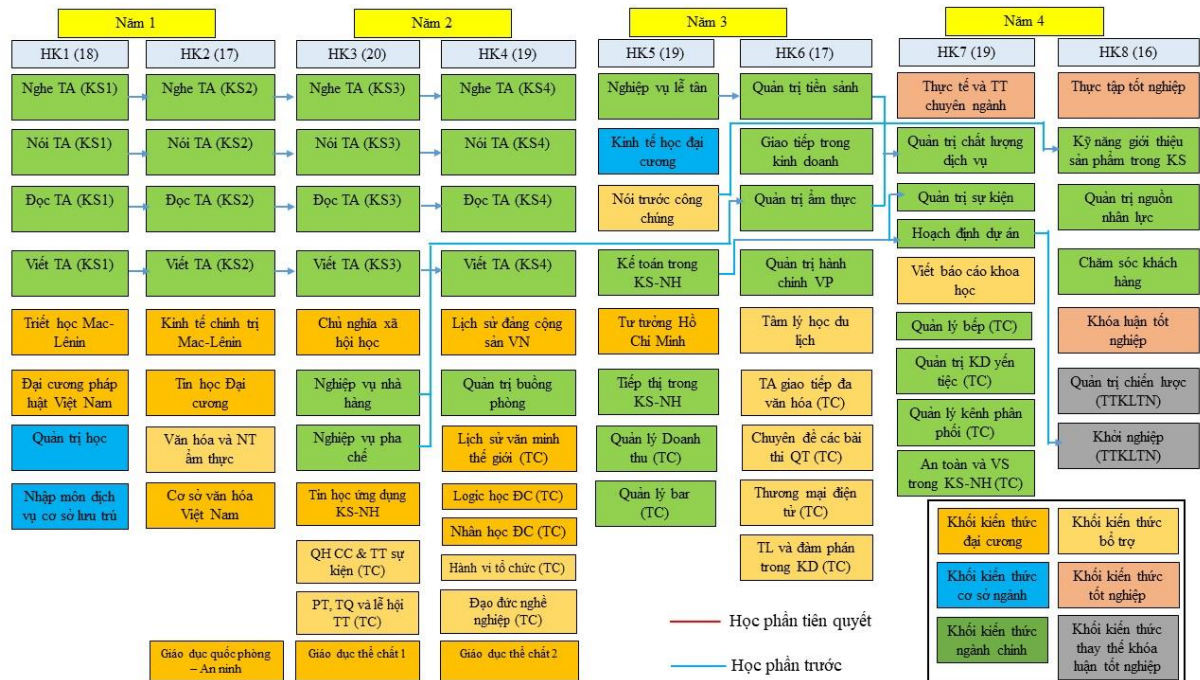 Năm 1
Năm 2
Năm 3
Năm 4
HK1 (18)
HK2 (17)
HK3 (20)
HK4 (19)
HK5 (19)
HK6 (17)
HK7 (19)
HK8 (16)
Nghe TA (KS1)
Nói TA (KS1)
Đọc TA (KS1)
Viết TA (KS1)
Triết học Mac-
Lênin
Đại cương pháp
luật Việt Nam
Quản trị học
Nhập môn dịch
vụ cơ sở lưu trú
Nghe TA (KS2)
Nói TA (KS2)
Đọc TA (KS2)
Viết TA (KS2)
Kinh tế chính trị
Mac-Lênin
Tin học Đại
cương
Văn hóa và NT
ẩm thực
Cơ sở văn hóa
Việt Nam
Giáo dục quốc phòng
– An ninh
Nghe TA (KS3)
Nói TA (KS3)
Đọc TA (KS3)
Viết TA (KS3)
Chủ nghĩa xã
hội học
Nghiệp vụ nhà
hàng
Nghiệp vụ pha
chế
Tin học ứng dụng
KS-NH
QH CC & TT sự
kiện (TC)
PT, TQ và lễ hội
TT (TC)
Giáo dục thể chất 1
Nghe TA (KS4)
Nói TA (KS4)
Đọc TA (KS4)
Viết TA (KS4)
Lịch sử đảng cộng
sản VN
Quản trị buồng
phòng
Lịch sử văn minh
thế giới (TC)
Logic học ĐC (TC)
Nhân học ĐC (TC)
Hành vi tổ chức (TC)
Đạo đức nghề
nghiệp (TC)
Giáo dục thể chất 2
Nghiệp vụ lễ tân
Kinh tế học đại
cương
Nói trước công
chúng
Kế toán trong
KS-NH
Tư tưởng Hồ
Chi Minh
Tiếp thị trong
KS-NH
Quản lý Doanh
thu (TC)
Quản lý bar
(TC)
Quản trị tiền sảnh
Giao tiếp trong
kinh doanh
Quản trị ẩm thực
Quản trị hành
chính VP
Tâm lý học du
lịch
TA giao tiếp đa
văn hóa (TC)
Chuyên đề các bài
thi QT (TC)
Thương mại điện
tử (TC)
TL và đàm phán
trong KD (TC)
Thực tế và TT
chuyên ngành
Quản trị chất lượng
dịch vụ
Quản trị sự kiện
Hoạch định dự án
Viết báo cáo khoa
học
Quản lý bếp (TC)
Quản trị KD yến
tiệc (TC)
Quản lý kênh phân
phối (TC)
An toàn và VS
trong KS-NH (TC)
Thực tập tốt nghiệp
Kỹ năng giới thiệu
sản phẩm trong KS
Quản trị nguồn
nhân lực
Chăm sóc khách
hàng
Khóa luận tốt
nghiệp
Quản trị chiến lược
(TTKLTN)
Khởi nghiệp
(TTKLTN)
Học phần tiên quyết
Học phần trước
Khối kiến thức
đại cương
Khối kiến thức
bổ trợ
Khối kiến thức
cơ sở ngành
Khối kiến thức
tốt nghiệp
Khối kiến thức
ngành chính
Khối kiến thức
thay thế khóa
luận tốt nghiệp